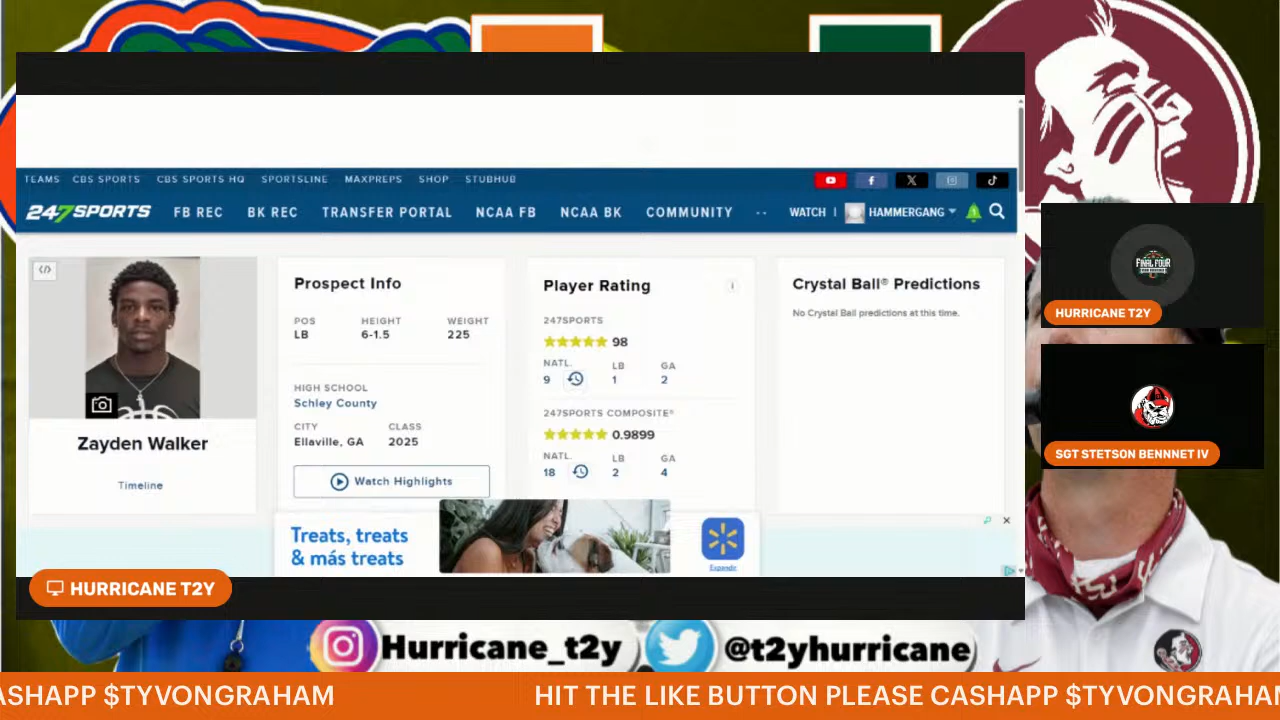 TEAMS CBS SPORTS CBS SPORTS HQ SPORTSLINE MAXPREPS SHOP STUBHUB
247SPORTS FB REC BK REC TRANSFER PORTAL NCAA FB NCAA BK COMMUNITY WATCH | HAMMERGANG
Zayden Walker
Timeline
Prospect Info
POS HEIGHT WEIGHT
LB 6-1.5 225
HIGH SCHOOL
Schley County
CITY CLASS
Ellaville, GA 2025
Watch Highlights
Player Rating
247SPORTS
98
NATL. LB GA
9 1 2
247SPORTS COMPOSITE®
0.9899
NATL. LB GA
18 2 4
Crystal Ball® Predictions
No Crystal Ball predictions at this time.
Treats, treats
& más treats
Expandir
FINAL FOUR
HURRICANE T2Y
SGT STETSON BENNNET IV
HURRICANE T2Y
Hurricane_t2y @t2yhurricane
ASHAPP $TYVONGRAHAM HIT THE LIKE BUTTON PLEASE CASHAPP $TYVONGRAHAM